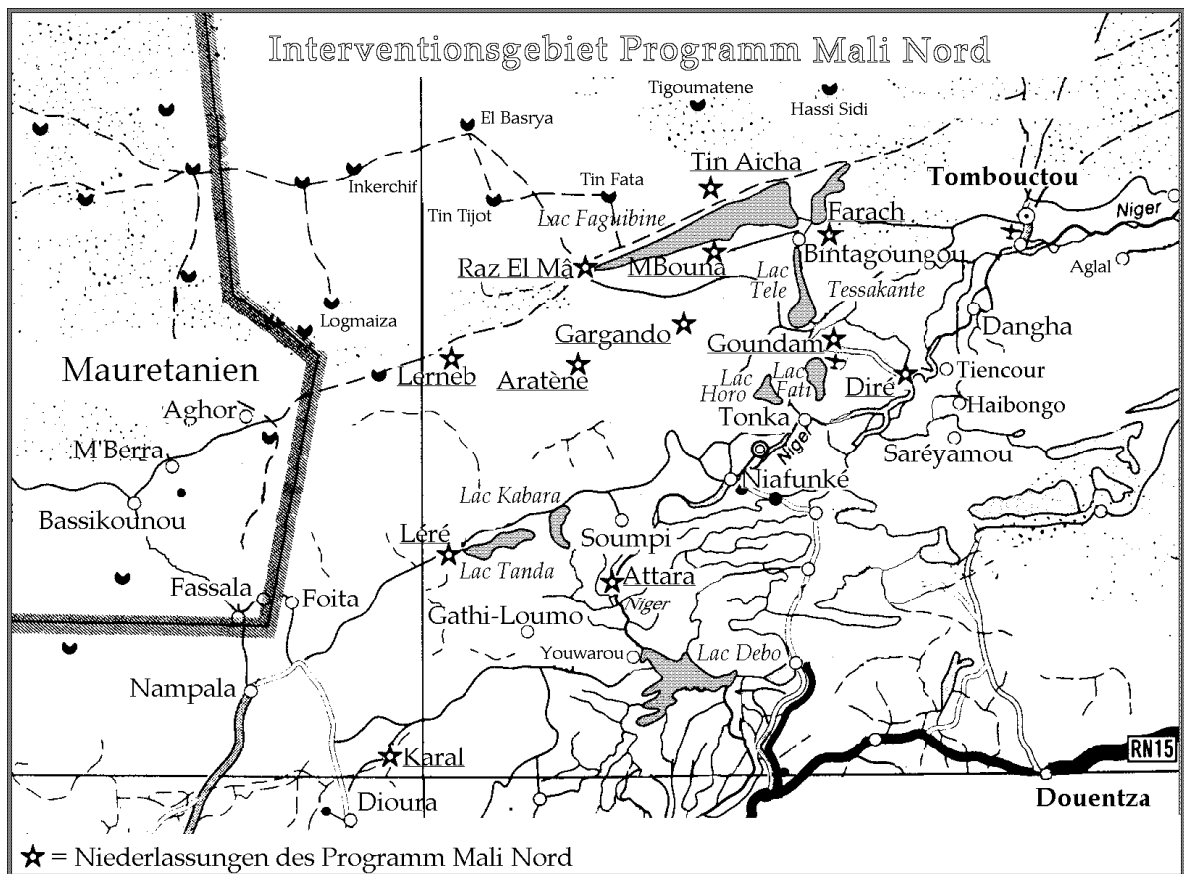 Interventionsgebiet Programm Mali Nord
Tigoumatene
Hassi Sidi
El Basrya
Tin Aicha
Inkerchif
Tin Fata
Tombouctou
Tin Tijot
Lac Faguibine
Farach
Niger
Raz El Mâ
MBouna
Bintagoungou
Aglal
Lac
Tele
Tessakante
Logmaiza
Gargando
Goundam
Dangha
Mauretanien
Lerneb
Aratène
Lac
Horo
Lac
Fati
Diré
Tiencour
Aghor
Tonka
Haibongo
M'Berra
Niger
Saréyamou
Niafunké
Lac Kabara
Bassikounou
Léré
Soumpi
Lac Tanda
Attara
Fassala
Foita
Niger
Gathi-Loumo
Youwarou
Lac Debo
Nampala
RN15
Karal
Dioura
Douentza
= Niederlassungen des Programm Mali Nord